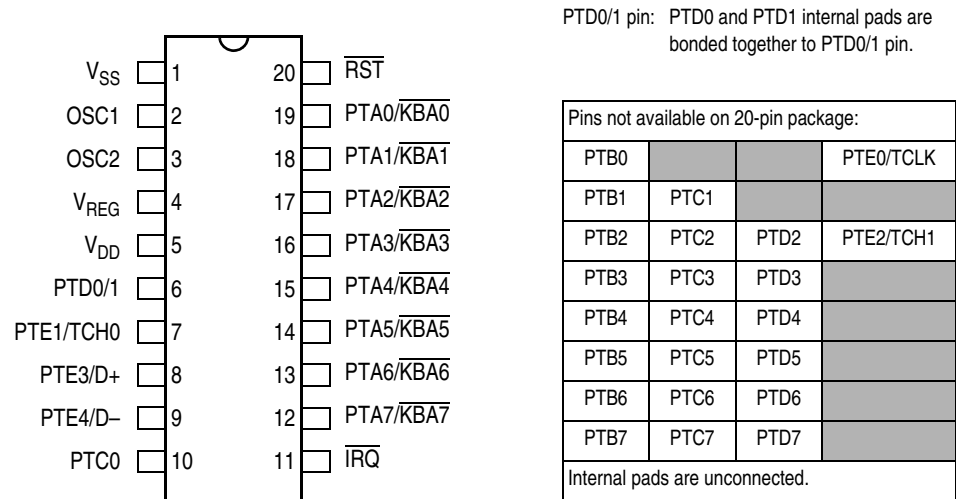 PTD0/1 pin: PTD0 and PTD1 internal pads are
bonded together to PTD0/1 pin.
VSS 1 20 RST
OSC1 2 19 PTA0/KBA0
OSC2 3 18 PTA1/KBA1
VREG 4 17 PTA2/KBA2
VDD 5 16 PTA3/KBA3
PTD0/1 6 15 PTA4/KBA4
PTE1/TCH0 7 14 PTA5/KBA5
PTE3/D+ 8 13 PTA6/KBA6
PTE4/D– 9 12 PTA7/KBA7
PTC0 10 11 IRQ
Pins not available on 20-pin package:
PTB0 PTE0/TCLK
PTB1 PTC1
PTB2 PTC2 PTD2 PTE2/TCH1
PTB3 PTC3 PTD3
PTB4 PTC4 PTD4
PTB5 PTC5 PTD5
PTB6 PTC6 PTD6
PTB7 PTC7 PTD7
Internal pads are unconnected.